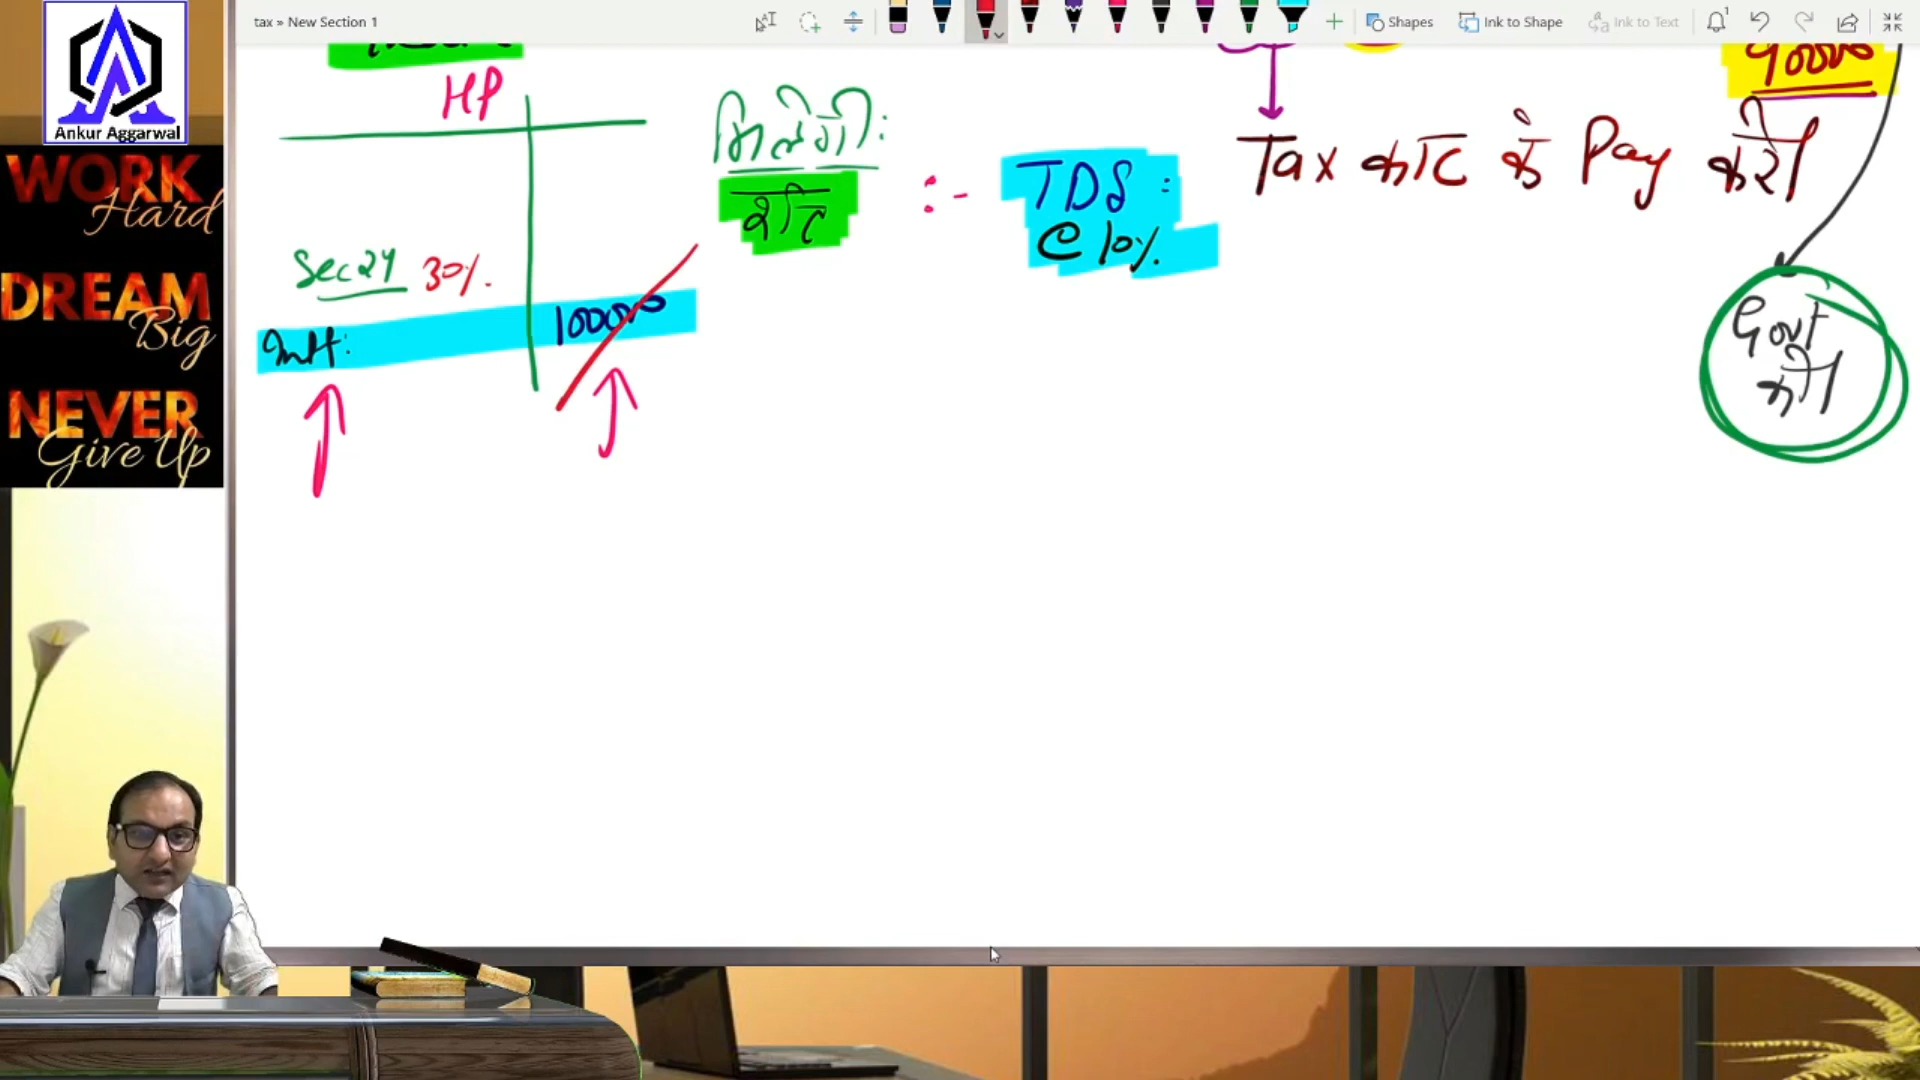 tax » New Section 1
Shapes
Ink to Shape
Ink to Text
Ankur Aggarwal
WORK
Hard
DREAM
Big
NEVER
Give Up
HP
Sec 24 30%.
Intt:
100000
मिलेगी:
राशि
:-
TDS:
@ 10%.
90000
Tax काट के Pay करो
Govt
को